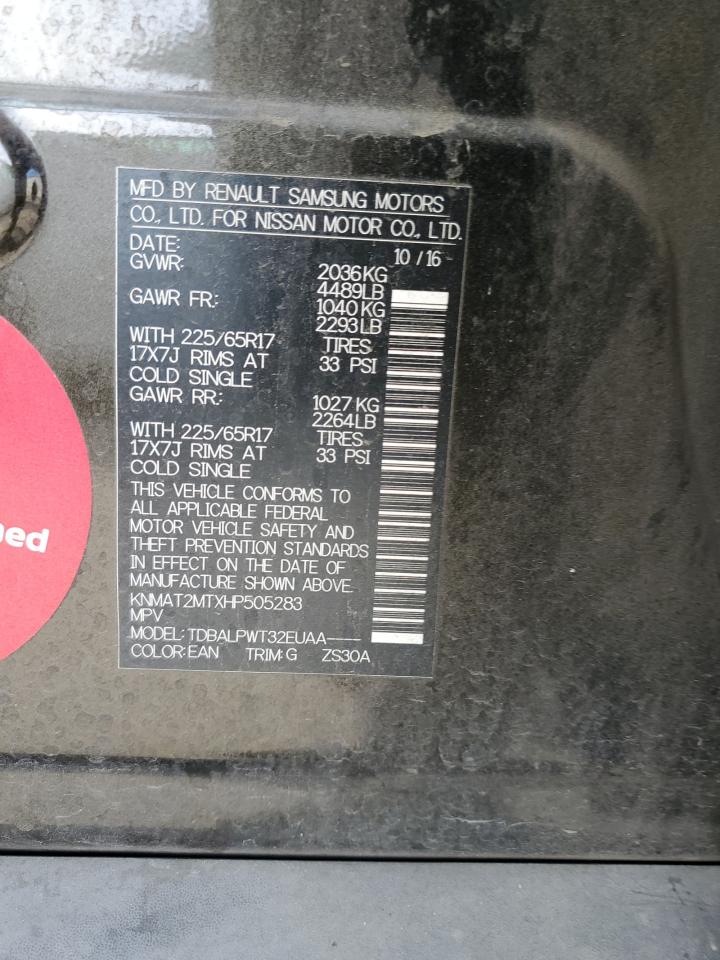 MFD BY RENAULT SAMSUNG MOTORS
CO., LTD. FOR NISSAN MOTOR CO., LTD.
DATE: 10 / 16
GVWR: 2036KG
4489LB
GAWR FR: 1040 KG
2293LB
WITH 225/65R17 TIRES
17X7J RIMS AT 33 PSI
COLD SINGLE
GAWR RR: 1027 KG
2264LB
WITH 225/65R17 TIRES
17X7J RIMS AT 33 PSI
COLD SINGLE
THIS VEHICLE CONFORMS TO
ALL APPLICABLE FEDERAL
MOTOR VEHICLE SAFETY AND
THEFT PREVENTION STANDARDS
IN EFFECT ON THE DATE OF
MANUFACTURE SHOWN ABOVE.
KNMAT2MTXHP505283
MPV
MODEL: TDBALPWT32EUAA----
COLOR:EAN TRIM:G ZS30A